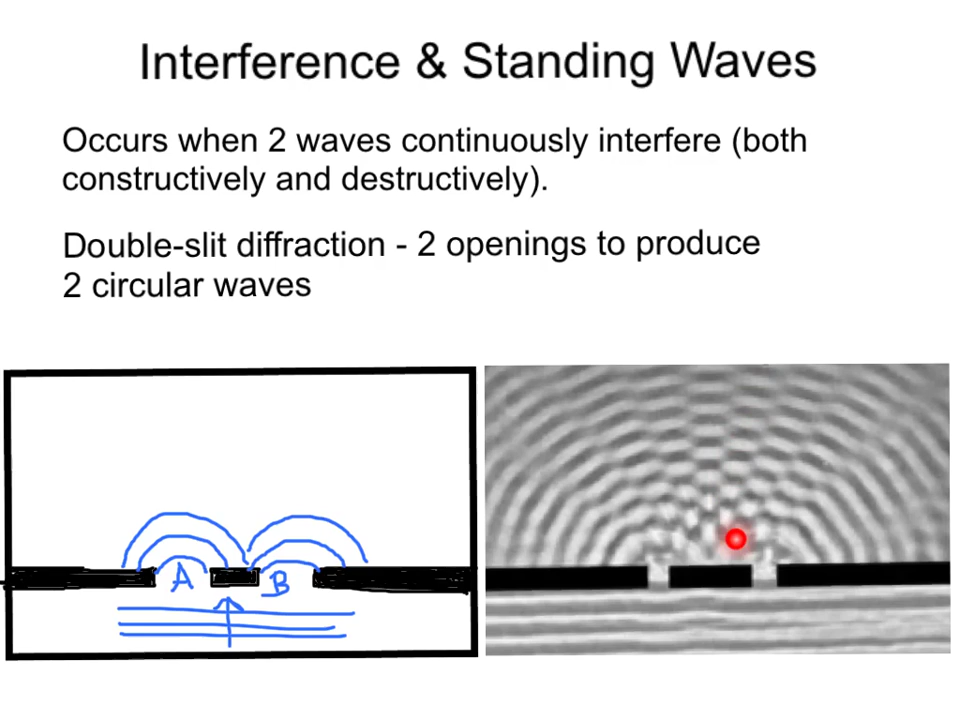 Interference & Standing Waves
Occurs when 2 waves continuously interfere (both
constructively and destructively).
Double-slit diffraction - 2 openings to produce
2 circular waves
A B